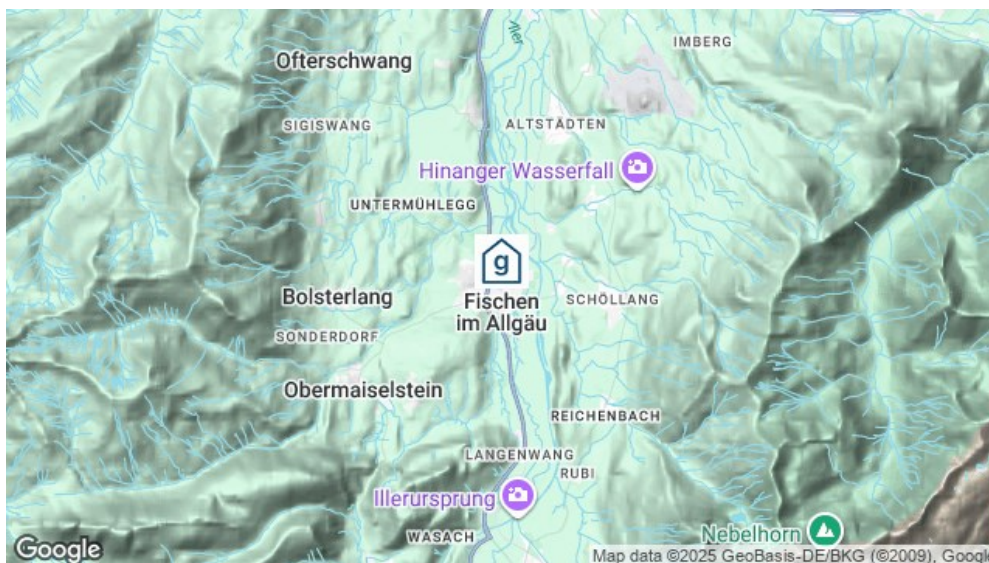 Iller
IMBERG
Ofterschwang
SIGISWANG
ALTSTÄDTEN
Hinanger Wasserfall
UNTERMÜHLEGG
g
Bolsterlang
Fischen
im Allgäu
SCHÖLLANG
SONDERDORF
Obermaiselstein
REICHENBACH
LANGENWANG
RUBI
Illerursprung
WASACH
Nebelhorn
Google
Map data ©2025 GeoBasis-DE/BKG (©2009), Google